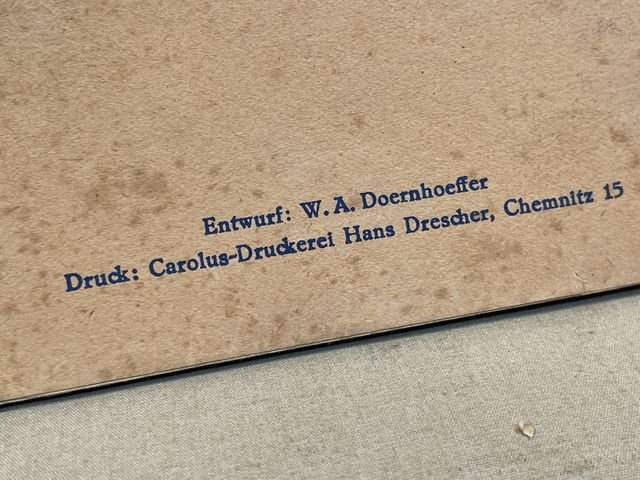 Entwurf: W. A. Doernhoeffer
Druck: Carolus-Druckerei Hans Drescher, Chemnitz 15